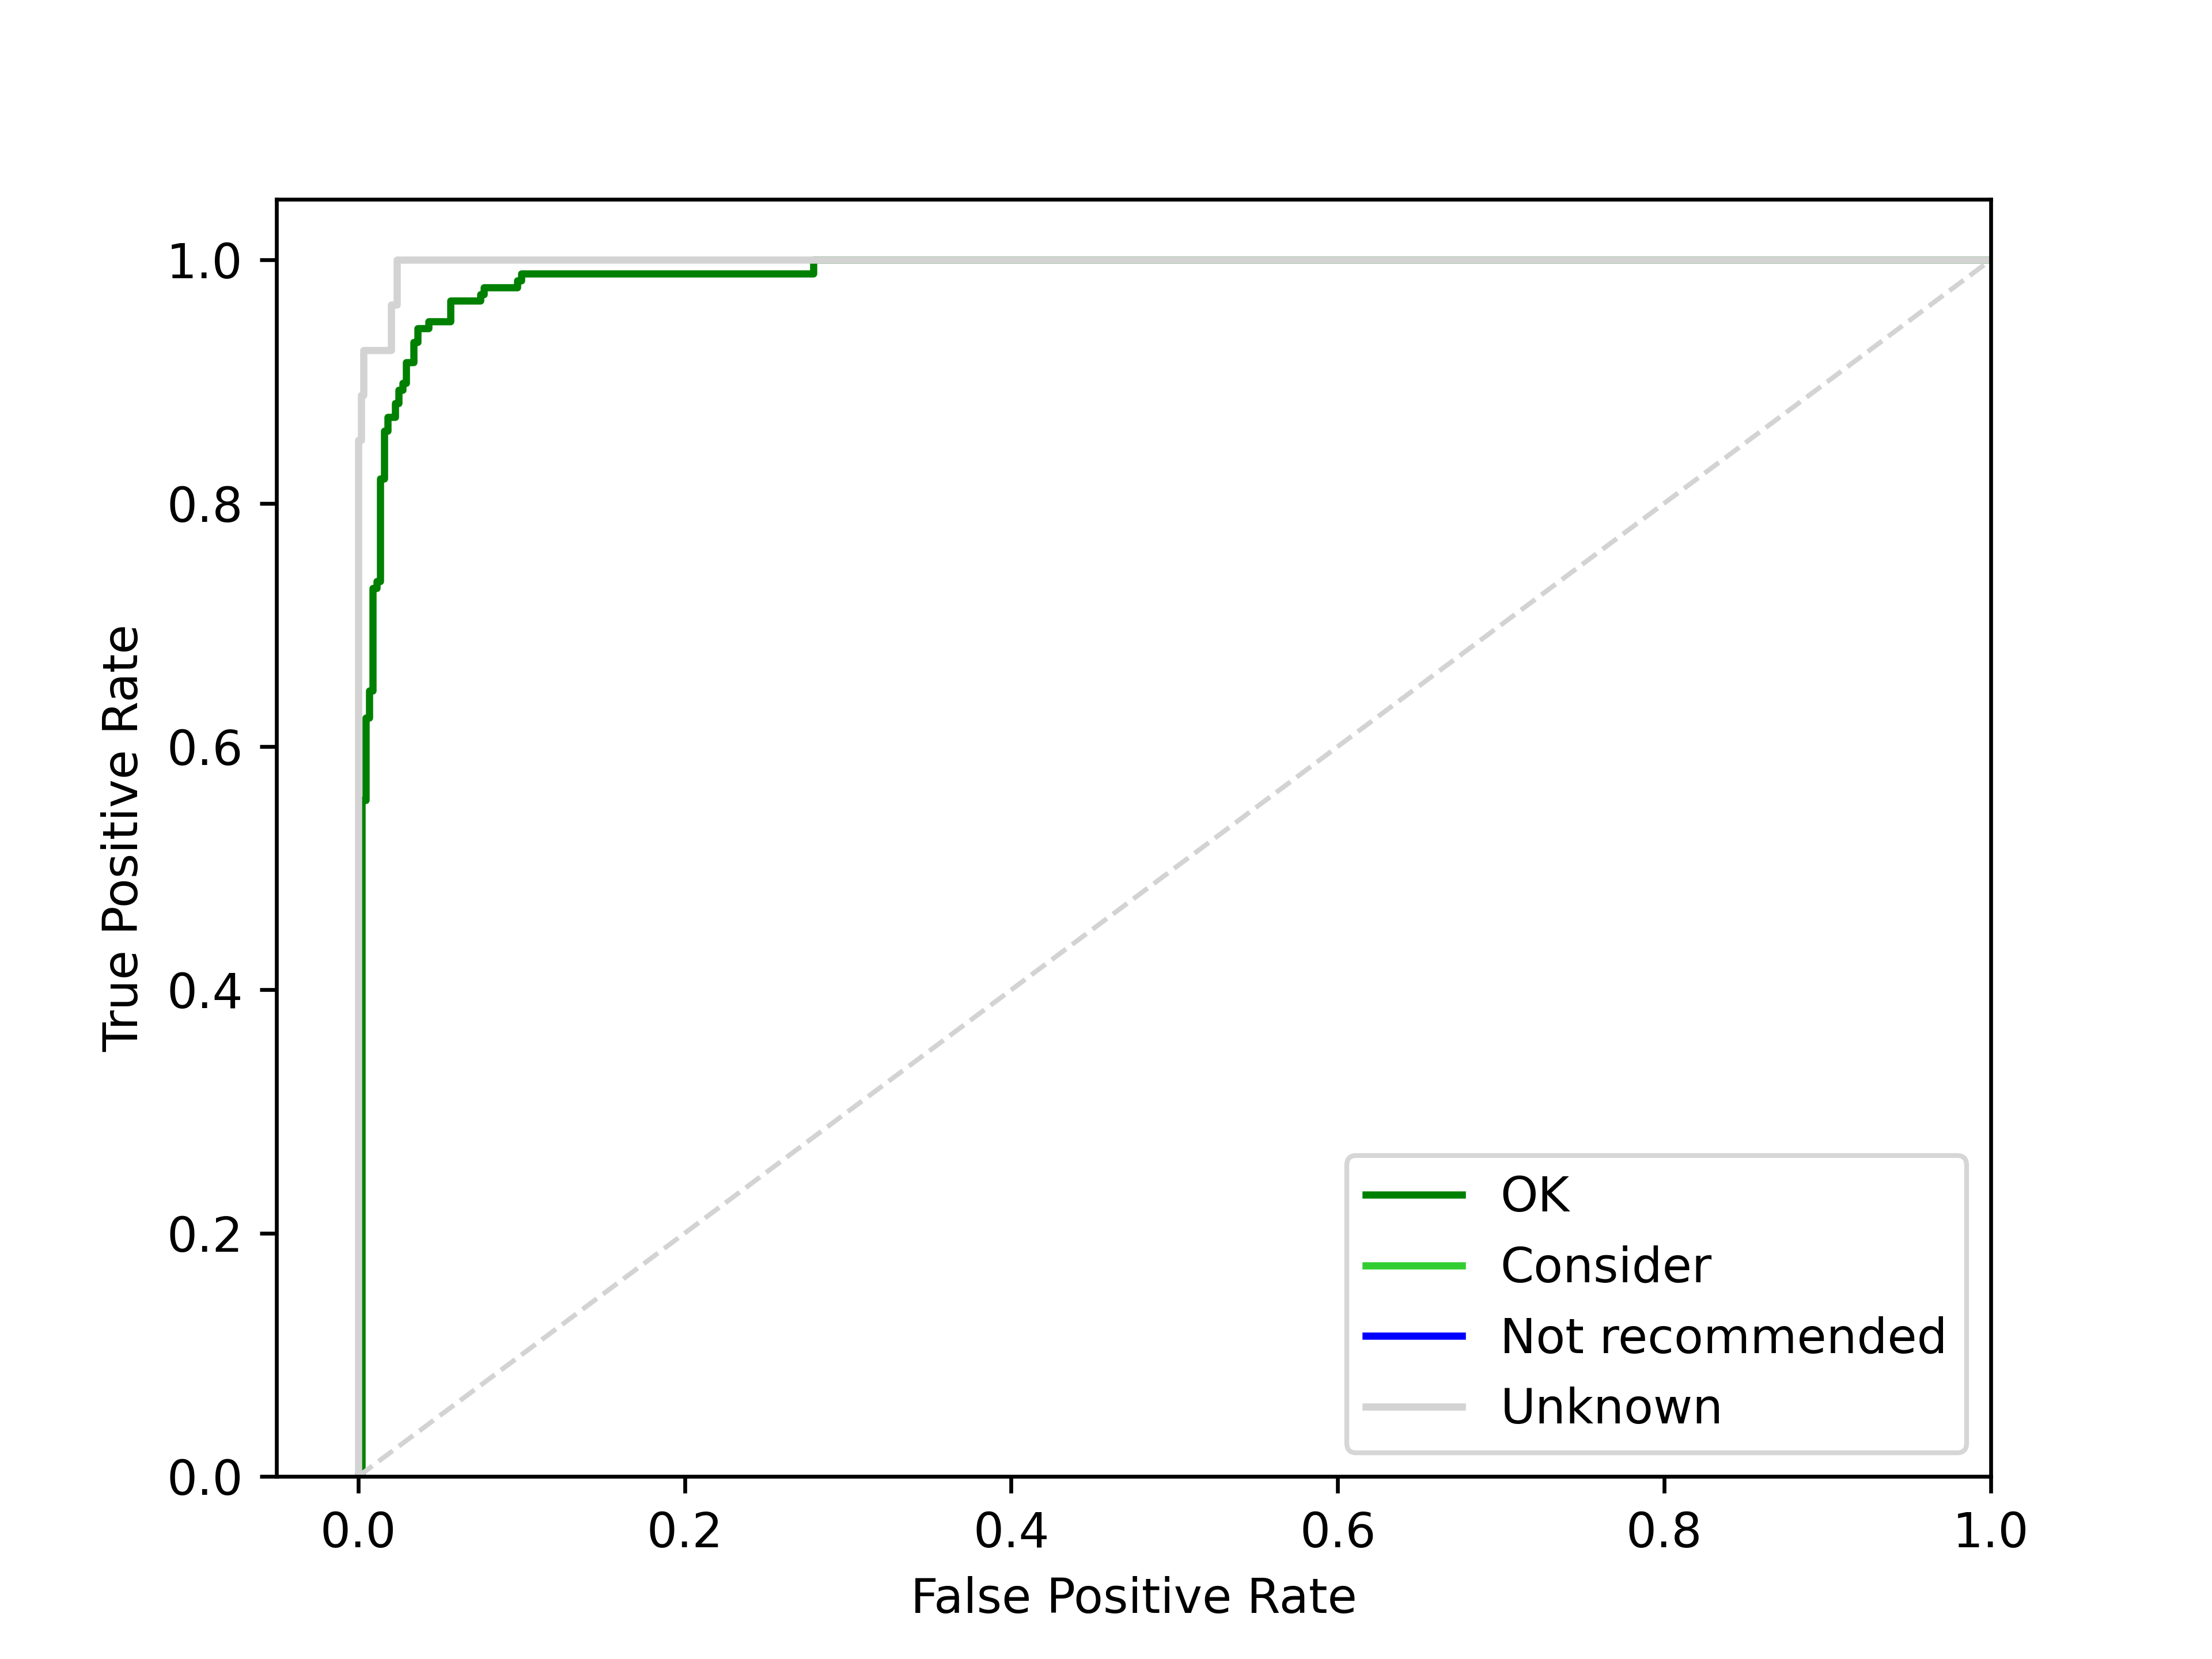 1.0
0.8
0.6
0.4
0.2
0.0
True Positive Rate
0.0 0.2 0.4 0.6 0.8 1.0
False Positive Rate
OK
Consider
Not recommended
Unknown